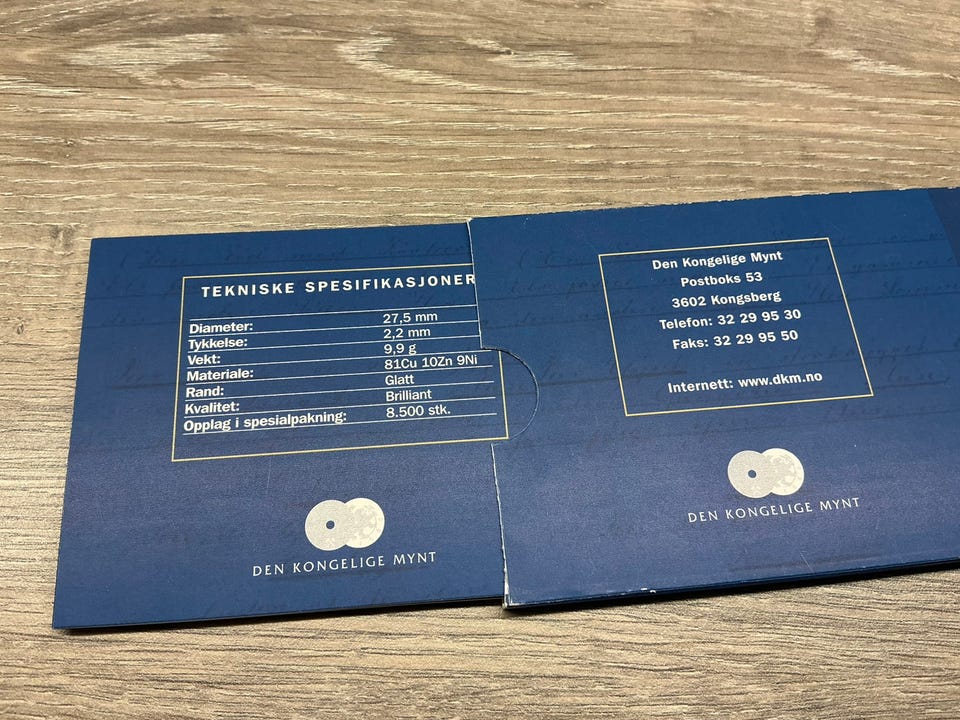 TEKNISKE SPESIFIKASJONER
Diameter: 27,5 mm
Tykkelse: 2,2 mm
Vekt: 9,9 g
Materiale: 81Cu 10Zn 9Ni
Rand: Glatt
Kvalitet: Brilliant
Opplag i spesialpakning: 8.500 stk.
DEN KONGELIGE MYNT
Den Kongelige Mynt
Postboks 53
3602 Kongsberg
Telefon: 32 29 95 30
Faks: 32 29 95 50
Internett: www.dkm.no
DEN KONGELIGE MYNT